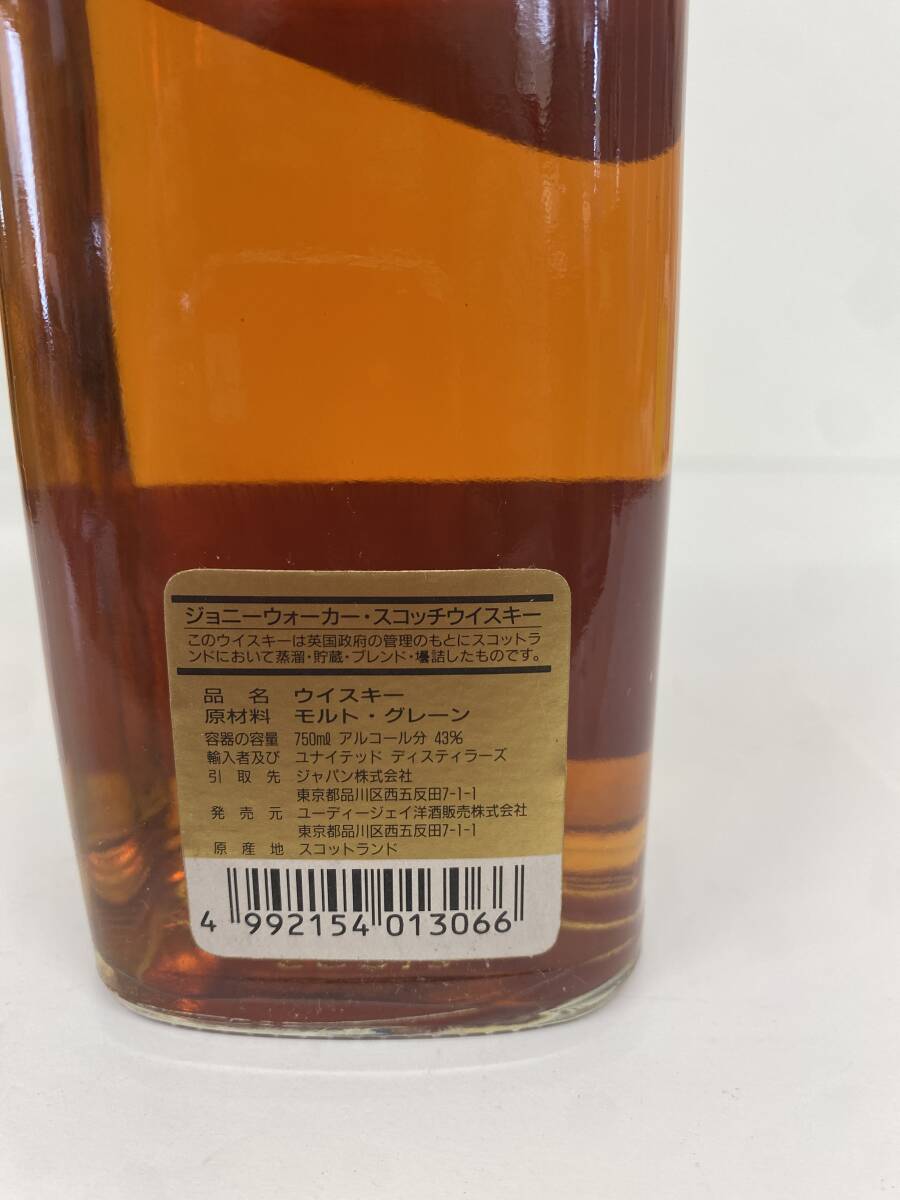 ジョニーウォーカー・スコッチウイスキー
このウイスキーは英国政府の管理のもとにスコットラ
ンドにおいて蒸溜・貯蔵・ブレンド・壜詰したものです。
品名 ウイスキー
原材料 モルト・グレーン
容器の容量 750ml アルコール分 43%
輸入者及び ユナイテッド ディスティラーズ
引取先 ジャパン株式会社
東京都品川区西五反田7-1-1
発売元 ユーディージェイ洋酒販売株式会社
東京都品川区西五反田7-1-1
原産地 スコットランド
4 992154 013066